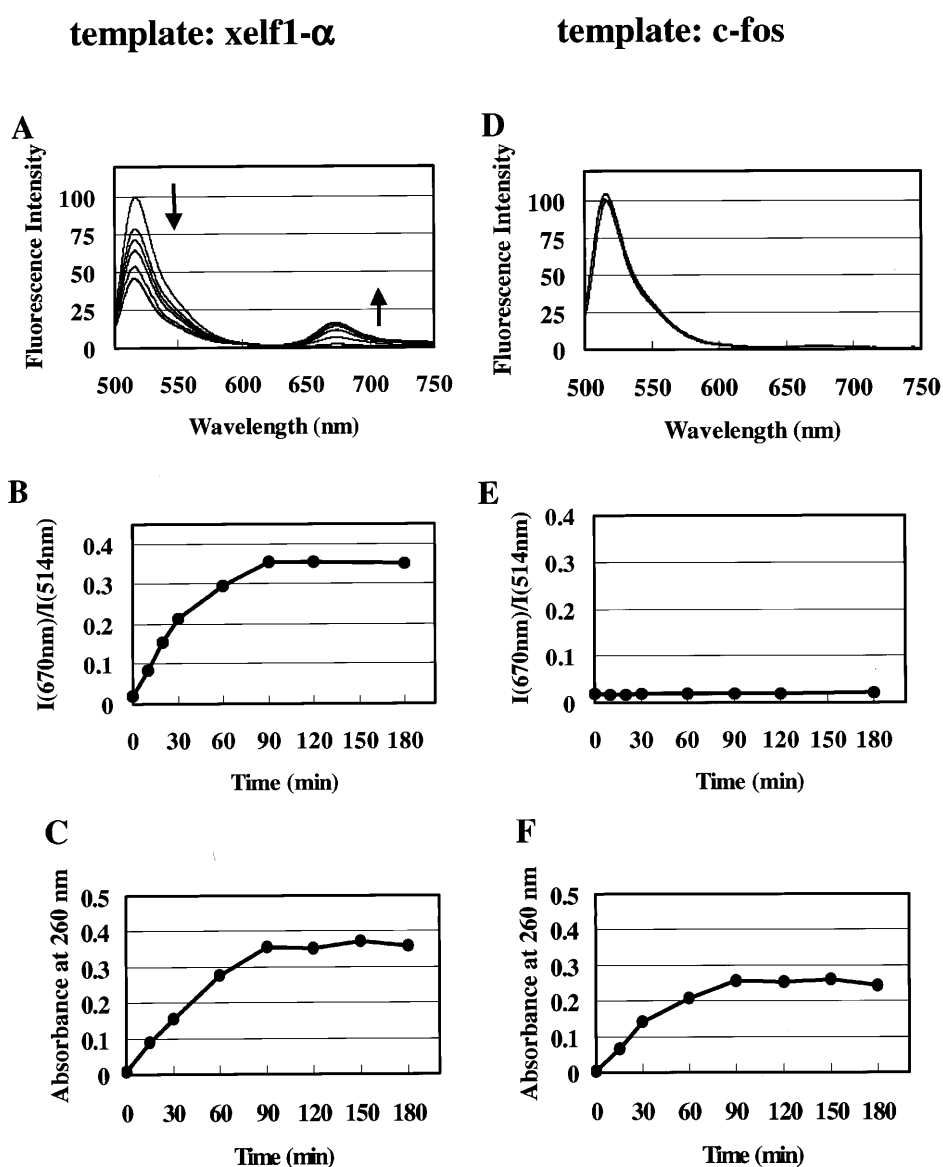 template: xelf1-α
template: c-fos
A
Fluorescence Intensity
100
75
50
25
0
500 550 600 650 700 750
Wavelength (nm)
D
Fluorescence Intensity
100
75
50
25
0
500 550 600 650 700 750
Wavelength (nm)
B
I(670nm)/I(514nm)
0.4
0.3
0.2
0.1
0
0 30 60 90 120 150 180
Time (min)
E
I(670nm)/I(514nm)
0.4
0.3
0.2
0.1
0
0 30 60 90 120 150 180
Time (min)
C
Absorbance at 260 nm
0.5
0.4
0.3
0.2
0.1
0
0 30 60 90 120 150 180
Time (min)
F
Absorbance at 260 nm
0.5
0.4
0.3
0.2
0.1
0
0 30 60 90 120 150 180
Time (min)